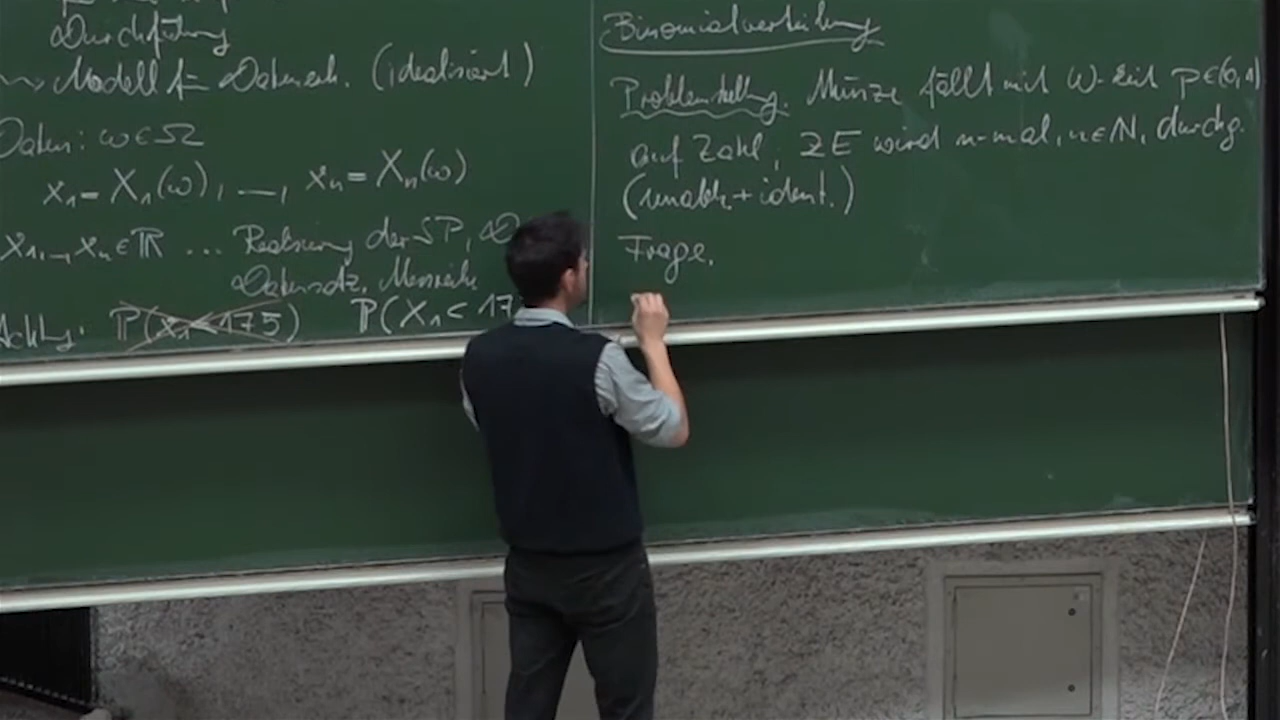 Durchführung
⇝ Modell f. Datenerh. (idealisiert)
Daten: ω∈Ω
x₁ = X₁(ω), —, xₙ = Xₙ(ω)
x₁, —, xₙ ∈ ℝ ... Realisierung der SP,
Datensatz, Messreihe
Achtung: P(x₁ < 175) P(X₁ < 17
Binomialverteilung
Problemstellung. Münze fällt mit W-keit p∈(0,1)
auf Zahl; ZE wird n-mal, n∈ℕ, durchg.
(unabh. + ident.)
Frage.